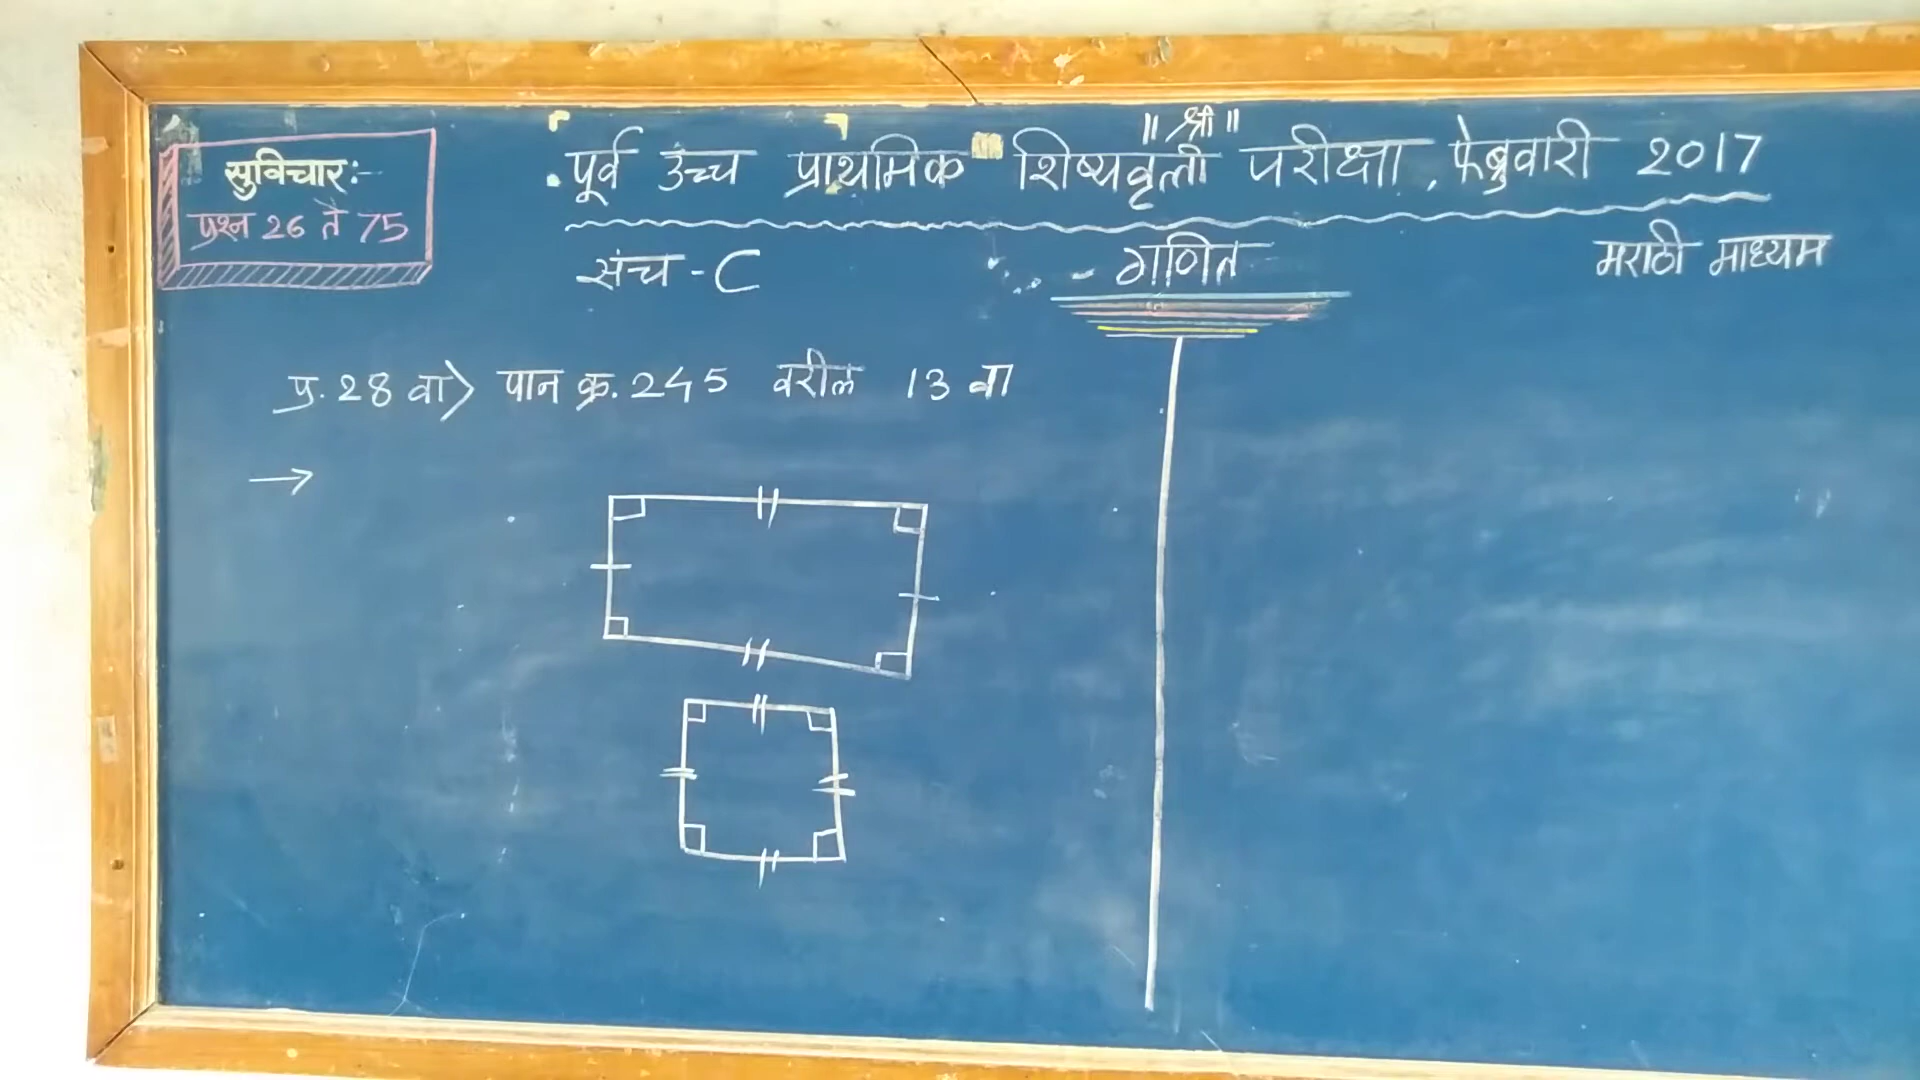 ॥ श्री ॥
पूर्व उच्च प्राथमिक शिष्यवृत्ती परीक्षा, फेब्रुवारी 2017
सुविचार:-
प्रश्न 26 ते 75
संच - C
गणित
मराठी माध्यम
प्र. 28 वा> पान क्र. 245 वरील 13 वा
→